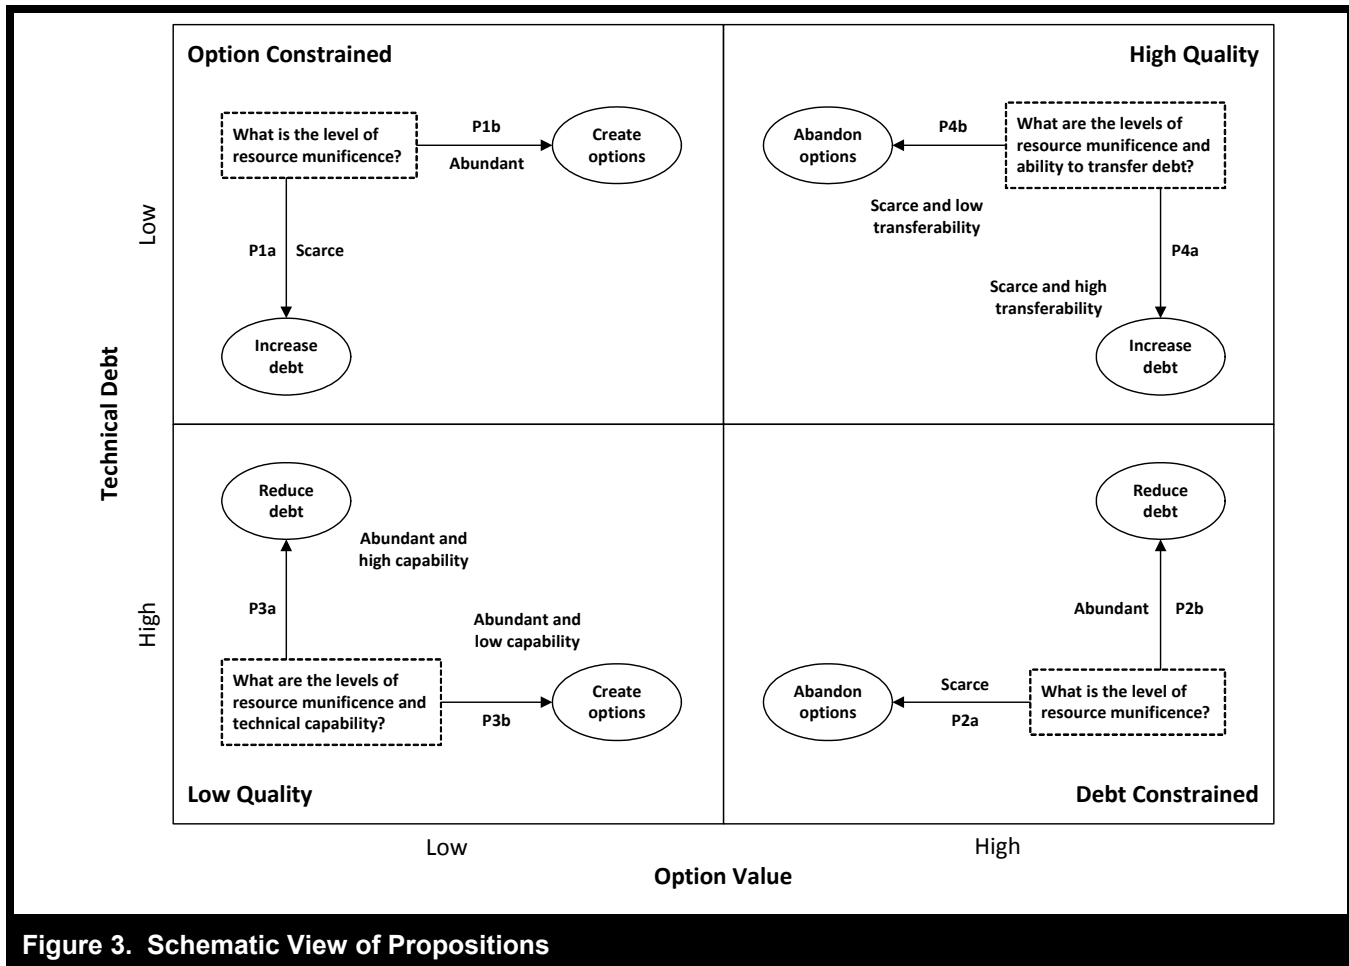 Option Constrained
High Quality
What is the level of
resource munificence?
P1b
Abundant
Create
options
P1a
Scarce
Increase
debt
Abandon
options
P4b
What are the levels of
resource munificence and
ability to transfer debt?
Scarce and low
transferability
P4a
Scarce and high
transferability
Increase
debt
Low
Technical Debt
High
Reduce
debt
Abundant and
high capability
P3a
Abundant and
low capability
What are the levels of
resource munificence and
technical capability?
P3b
Create
options
Low Quality
Reduce
debt
Abundant
P2b
Abandon
options
Scarce
P2a
What is the level of
resource munificence?
Debt Constrained
Low
High
Option Value
Figure 3. Schematic View of Propositions